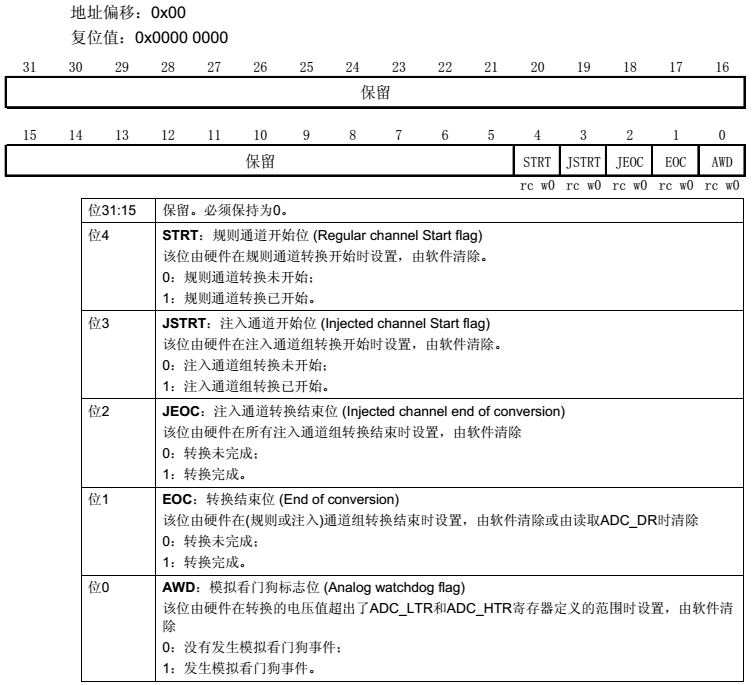 地址偏移：0x00
复位值：0x0000 0000
31 30 29 28 27 26 25 24 23 22 21 20 19 18 17 16
保留
15 14 13 12 11 10 9 8 7 6 5 4 3 2 1 0
保留 STRT JSTRT JEOC EOC AWD
rc w0 rc w0 rc w0 rc w0 rc w0
位31:15 保留。必须保持为0。
位4 STRT：规则通道开始位 (Regular channel Start flag)
该位由硬件在规则通道转换开始时设置，由软件清除。
0：规则通道转换未开始；
1：规则通道转换已开始。
位3 JSTRT：注入通道开始位 (Injected channel Start flag)
该位由硬件在注入通道组转换开始时设置，由软件清除。
0：注入通道组转换未开始；
1：注入通道组转换已开始。
位2 JEOC：注入通道转换结束位 (Injected channel end of conversion)
该位由硬件在所有注入通道组转换结束时设置，由软件清除
0：转换未完成；
1：转换完成。
位1 EOC：转换结束位 (End of conversion)
该位由硬件在(规则或注入)通道组转换结束时设置，由软件清除或由读取ADC_DR时清除
0：转换未完成；
1：转换完成。
位0 AWD：模拟看门狗标志位 (Analog watchdog flag)
该位由硬件在转换的电压值超出了ADC_LTR和ADC_HTR寄存器定义的范围时设置，由软件清
除
0：没有发生模拟看门狗事件；
1：发生模拟看门狗事件。